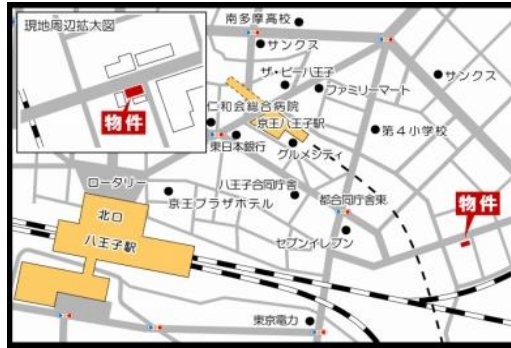 現地周辺拡大図
物件
南多摩高校
サンクス
ザ・ビー八王子
ファミリーマート
サンクス
仁和会総合病院
京王八王子駅
第4小学校
東日本銀行
グルメシティ
ロータリー
八王子合同庁舎
京王プラザホテル
都合同庁舎東
物件
北口
八王子駅
セブンイレブン
東京電力